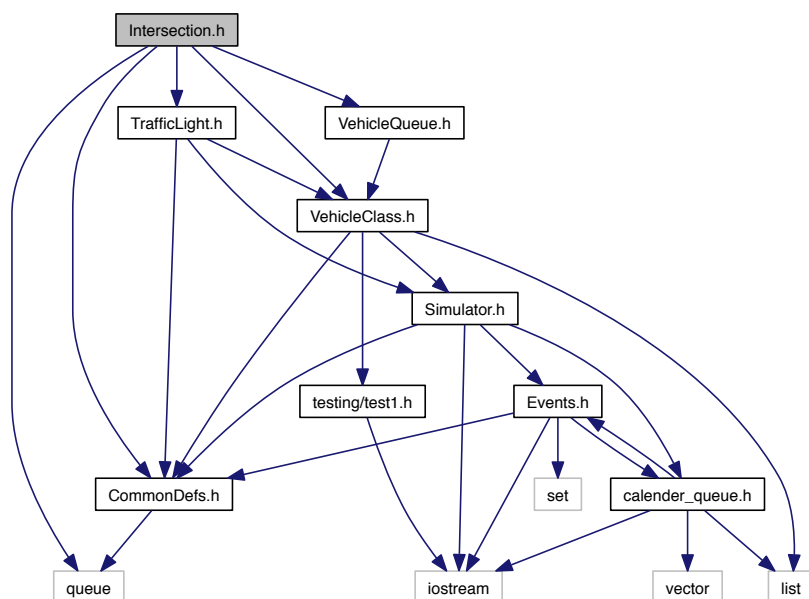 Intersection.h
TrafficLight.h
VehicleQueue.h
VehicleClass.h
Simulator.h
testing/test1.h
Events.h
CommonDefs.h
set
calender_queue.h
queue
iostream
vector
list